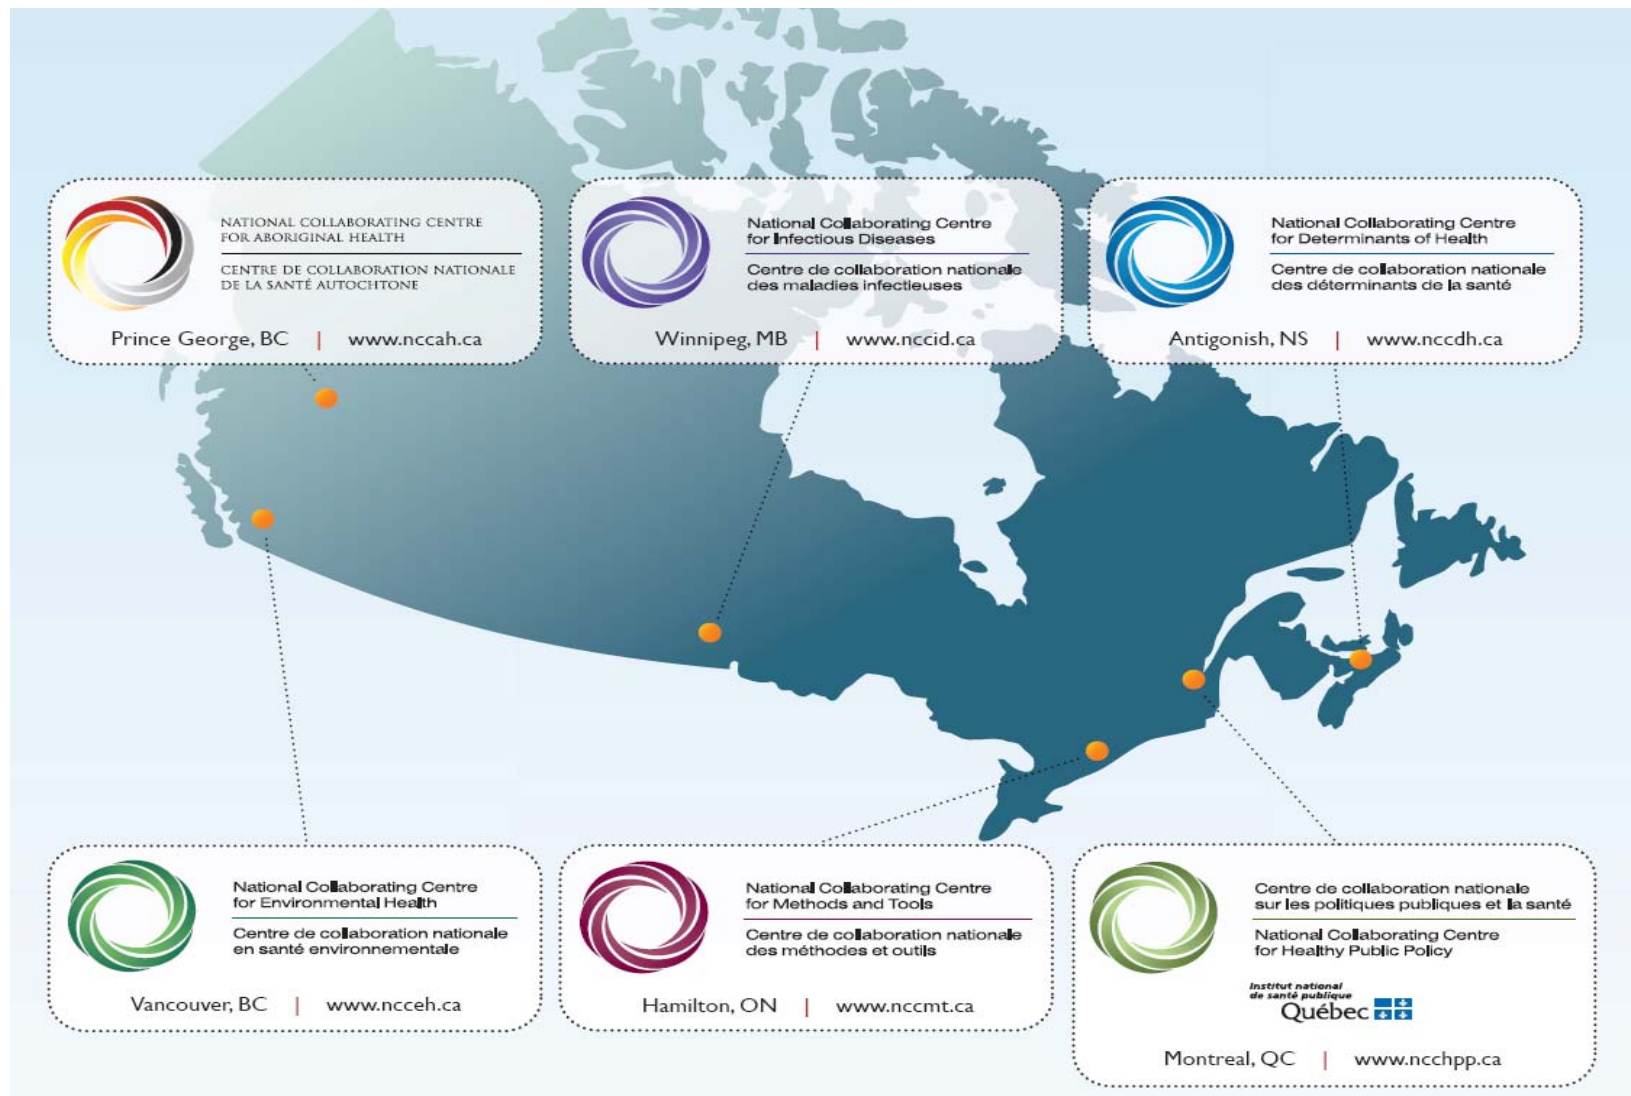 NATIONAL COLLABORATING CENTRE
FOR ABORIGINAL HEALTH
CENTRE DE COLLABORATION NATIONALE
DE LA SANTÉ AUTOCHTONE
Prince George, BC | www.nccah.ca
National Collaborating Centre
for Infectious Diseases
Centre de collaboration nationale
des maladies infectieuses
Winnipeg, MB | www.nccid.ca
National Collaborating Centre
for Determinants of Health
Centre de collaboration nationale
des déterminants de la santé
Antigonish, NS | www.nccdh.ca
National Collaborating Centre
for Environmental Health
Centre de collaboration nationale
en santé environnementale
Vancouver, BC | www.ncceh.ca
National Collaborating Centre
for Methods and Tools
Centre de collaboration nationale
des méthodes et outils
Hamilton, ON | www.nccmt.ca
Centre de collaboration nationale
sur les politiques publiques et la santé
National Collaborating Centre
for Healthy Public Policy
Institut national
de santé publique
Québec
Montreal, QC | www.ncchpp.ca